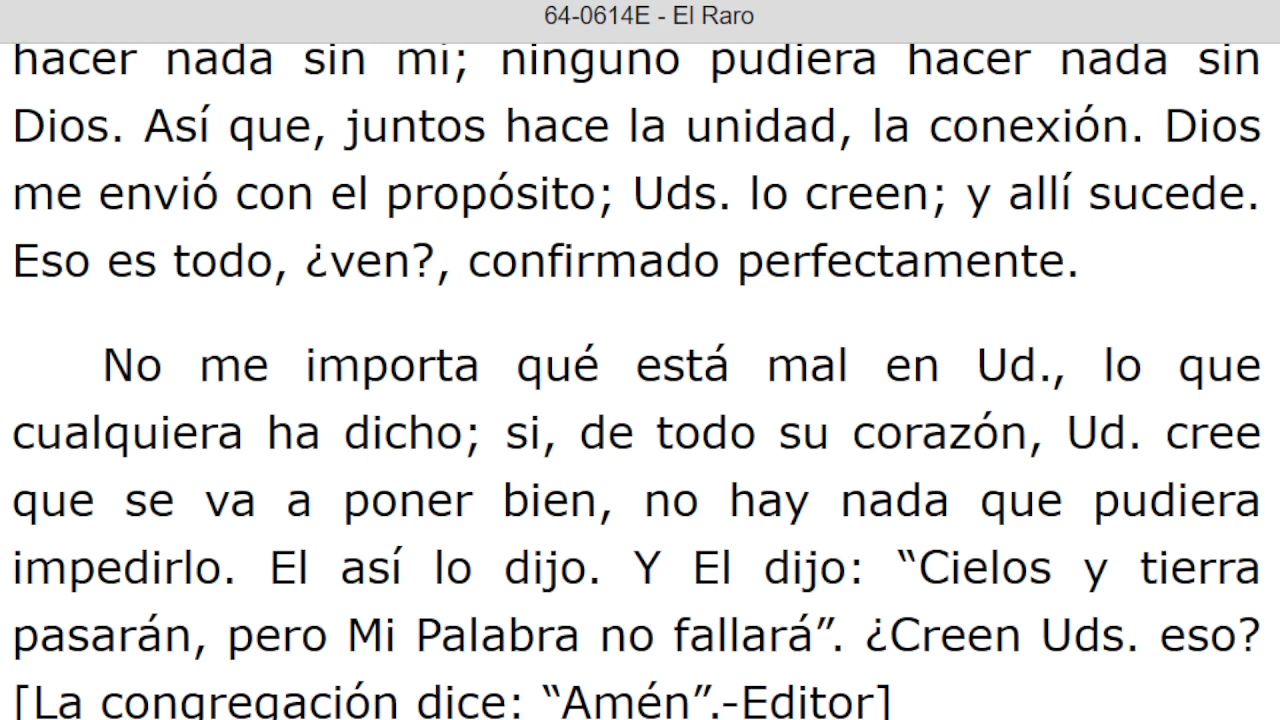 64-0614E - El Raro
hacer nada sin mí; ninguno pudiera hacer nada sin
Dios. Así que, juntos hace la unidad, la conexión. Dios
me envió con el propósito; Uds. lo creen; y allí sucede.
Eso es todo, ¿ven?, confirmado perfectamente.
No me importa qué está mal en Ud., lo que
cualquiera ha dicho; si, de todo su corazón, Ud. cree
que se va a poner bien, no hay nada que pudiera
impedirlo. El así lo dijo. Y El dijo: “Cielos y tierra
pasarán, pero Mi Palabra no fallará”. ¿Creen Uds. eso?
[La congregación dice: “Amén”.-Editor]